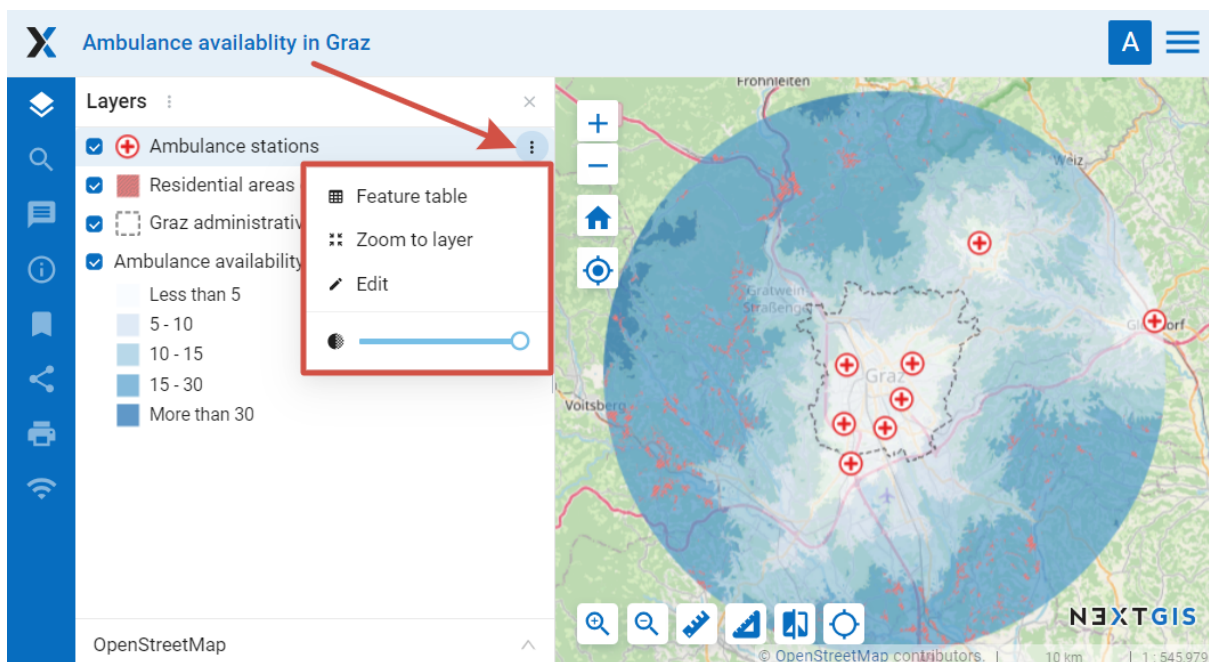 Ambulance availablity in Graz
A
Layers
Ambulance stations
Residential areas
Graz administrativ
Ambulance availability
Less than 5
5 - 10
10 - 15
15 - 30
More than 30
Feature table
Zoom to layer
Edit
OpenStreetMap
Frohnleiten
Weiz
Gratwein-
Straßengel
Graz
Voitsberg
NEXTGIS
© OpenStreetMap contributors. | 10 km | 1 : 545 979